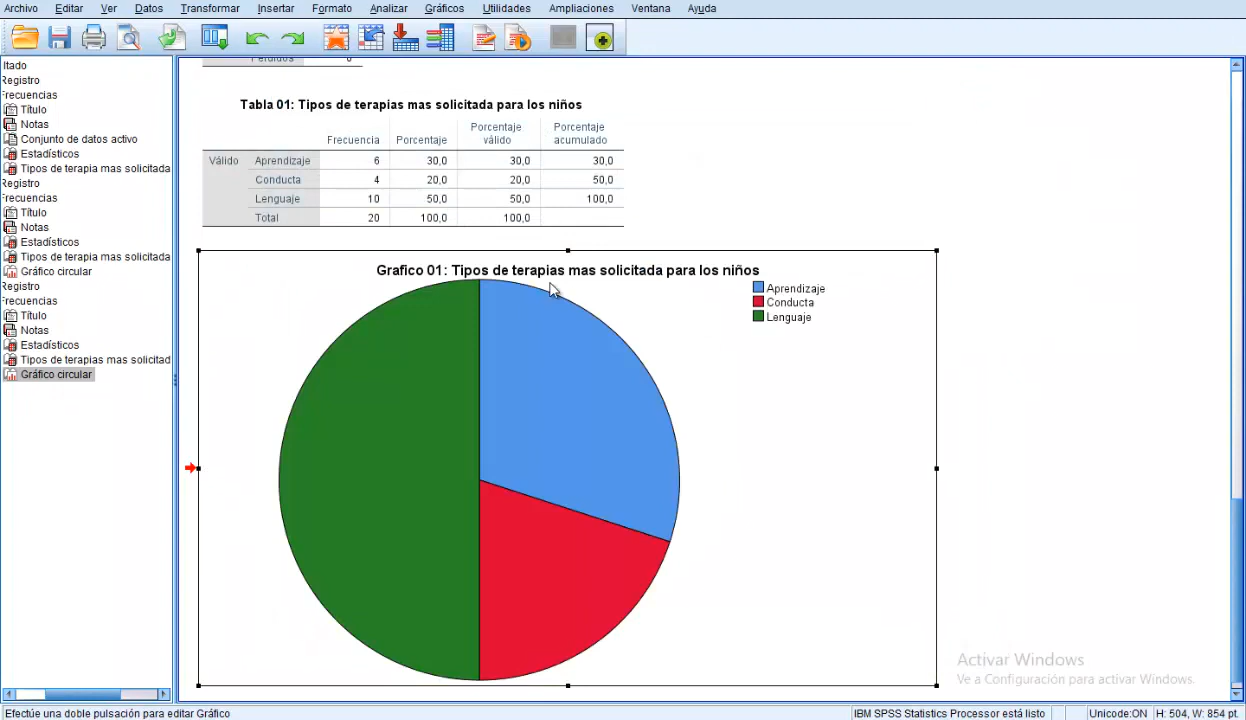 Archivo Editar Ver Datos Transformar Insertar Formato Analizar Gráficos Utilidades Ampliaciones Ventana Ayuda
ltado
Registro
Frecuencias
Título
Notas
Conjunto de datos activo
Estadísticos
Tipos de terapia mas solicitada
Registro
Frecuencias
Título
Notas
Estadísticos
Tipos de terapia mas solicitada
Gráfico circular
Registro
Frecuencias
Título
Notas
Estadísticos
Tipos de terapias mas solicitad
Gráfico circular
Perdidos 0
Tabla 01: Tipos de terapias mas solicitada para los niños
Frecuencia Porcentaje Porcentaje válido Porcentaje acumulado
Válido Aprendizaje 6 30,0 30,0 30,0
Conducta 4 20,0 20,0 50,0
Lenguaje 10 50,0 50,0 100,0
Total 20 100,0 100,0
Grafico 01: Tipos de terapias mas solicitada para los niños
Aprendizaje
Conducta
Lenguaje
Activar Windows
Ve a Configuración para activar Windows.
Efectúe una doble pulsación para editar Gráfico IBM SPSS Statistics Processor está listo Unicode:ON H: 504, W: 854 pt.